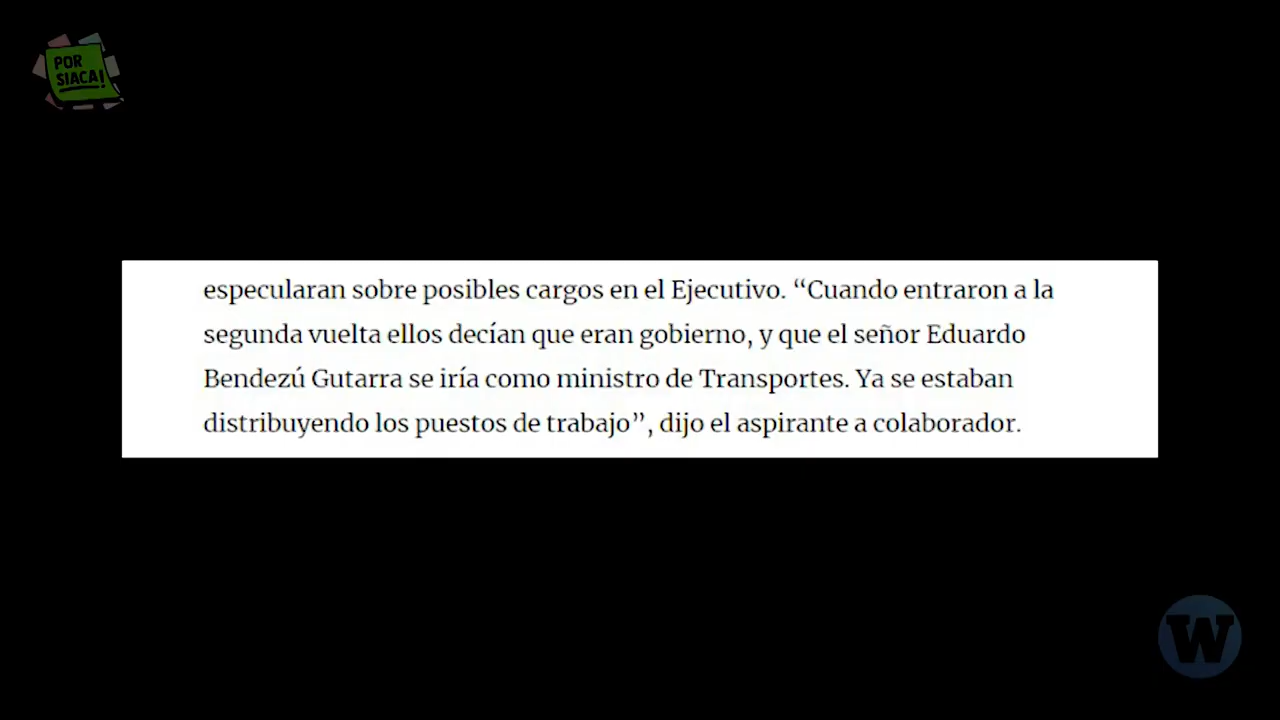 POR
SIACA!
especularan sobre posibles cargos en el Ejecutivo. “Cuando entraron a la
segunda vuelta ellos decían que eran gobierno, y que el señor Eduardo
Bendezú Gutarra se iría como ministro de Transportes. Ya se estaban
distribuyendo los puestos de trabajo”, dijo el aspirante a colaborador.
W